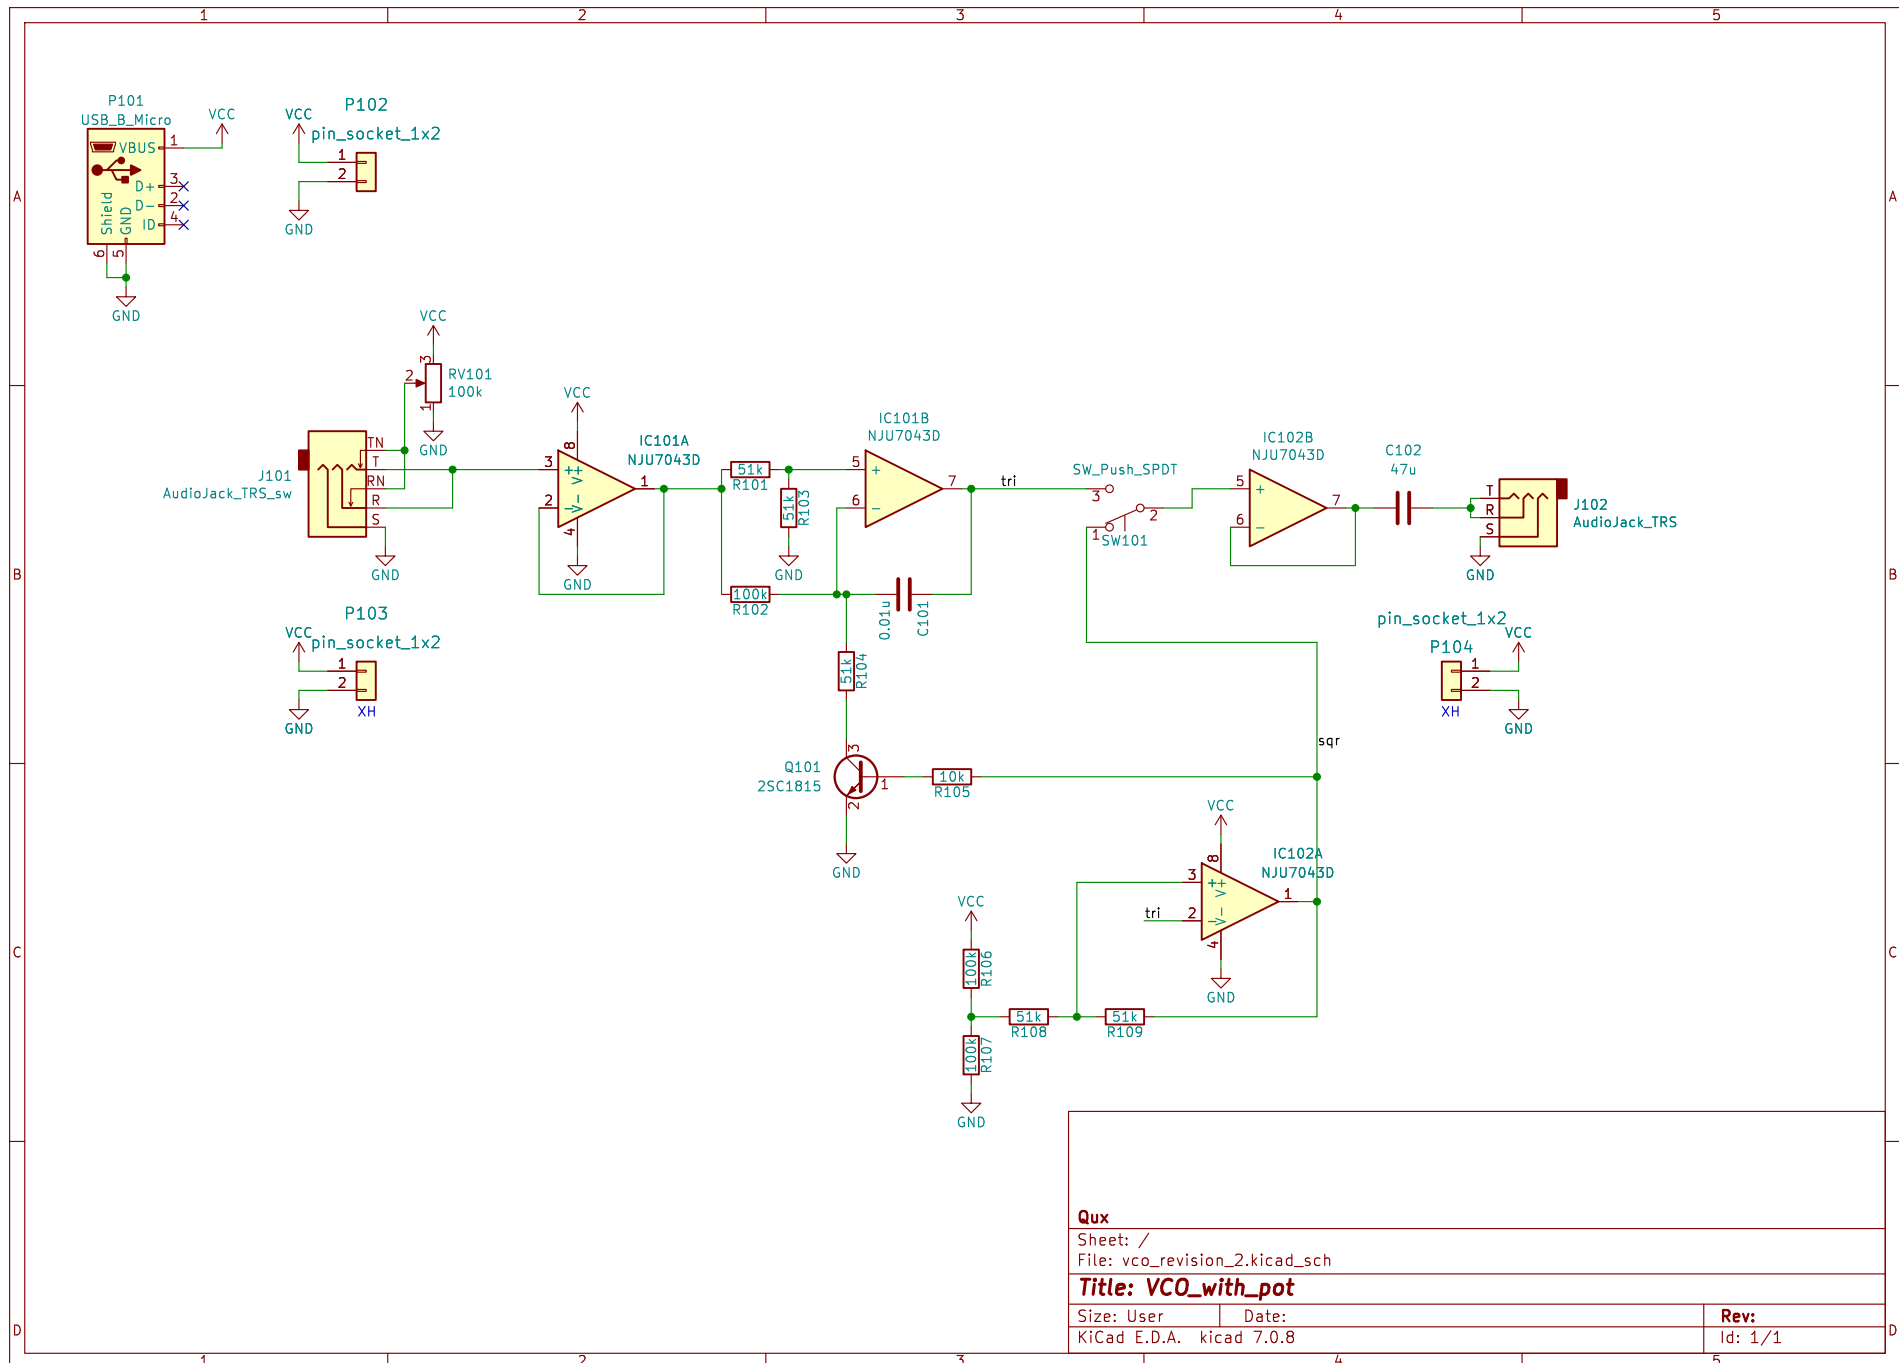 1 2 3 4 5
A A
B B
C C
D D
P101
USB_B_Micro
VBUS 1
D+ 3
D- 2
ID 4
Shield
GND
6 5
GND
VCC
VCC
P102
pin_socket_1x2
1
2
GND
VCC
RV101
100k
3
2
1
GND
J101
AudioJack_TRS_sw
TN
T
RN
R
S
GND
VCC
IC101A
NJU7043D
8
3 + V+
1
2 - V-
4
GND
51k
R101
51k
R103
GND
100k
R102
IC101B
NJU7043D
5 +
7
6 -
0.01u
C101
tri
SW_Push_SPDT
3
2
1
SW101
IC102B
NJU7043D
5 +
7
6 -
C102
47u
T
R
S
J102
AudioJack_TRS
GND
P103
VCC
pin_socket_1x2
1
2
XH
GND
pin_socket_1x2
VCC
P104
1
2
XH
GND
51k
R104
sqr
Q101
2SC1815
3
1
2
10k
R105
GND
VCC
IC102A
NJU7043D
8
3 + V+
1
tri
2 - V-
4
GND
VCC
100k
R106
51k
R108
51k
R109
100k
R107
GND
Qux
Sheet: /
File: vco_revision_2.kicad_sch
Title: VCO_with_pot
Size: User Date: Rev:
KiCad E.D.A. kicad 7.0.8 Id: 1/1
1 2 3 4 5